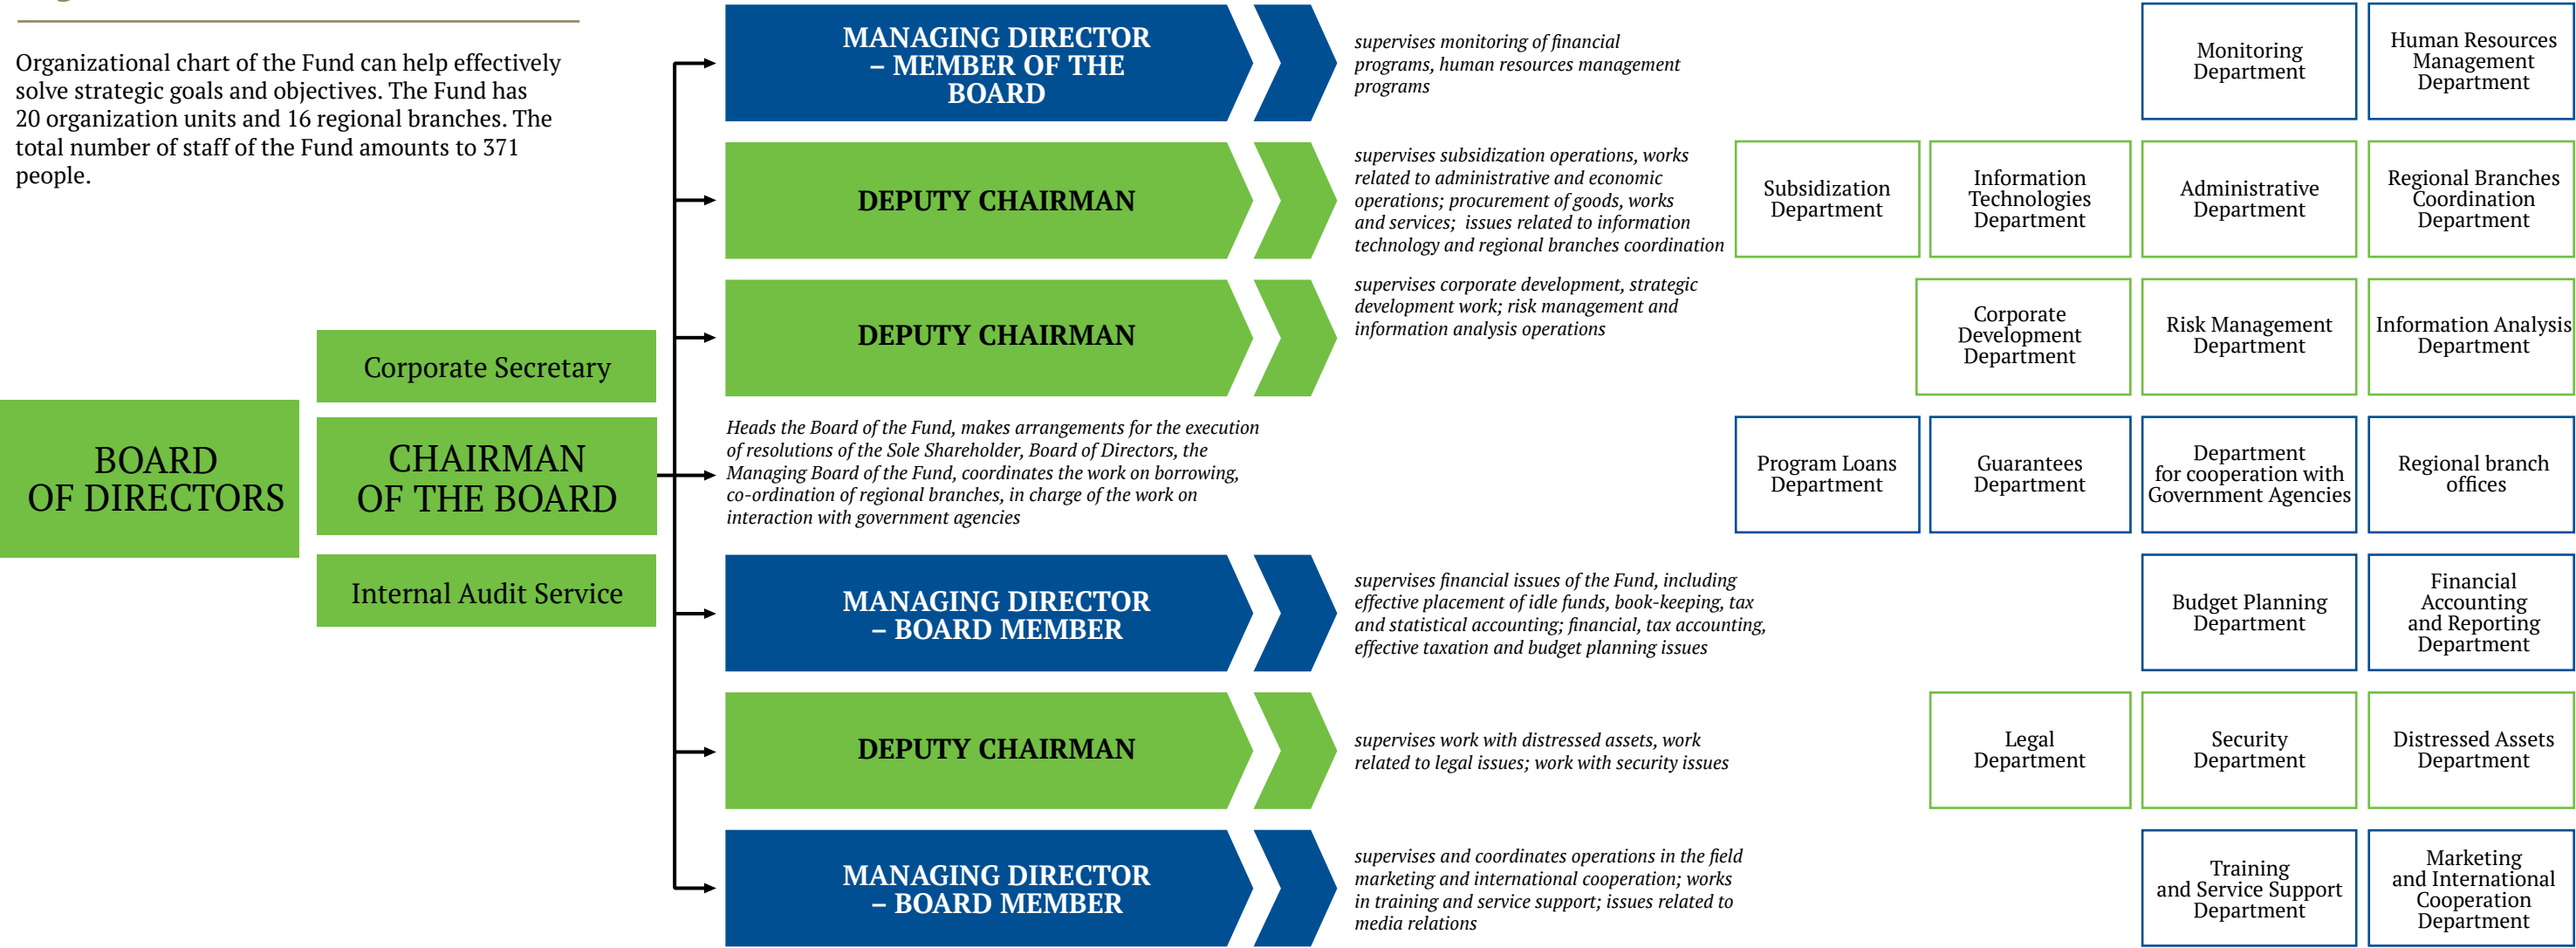 Organizational chart of the Fund can help effectively
solve strategic goals and objectives. The Fund has
20 organization units and 16 regional branches. The
total number of staff of the Fund amounts to 371
people.
BOARD
OF DIRECTORS
Corporate Secretary
CHAIRMAN
OF THE BOARD
Internal Audit Service
MANAGING DIRECTOR
– MEMBER OF THE
BOARD
supervises monitoring of financial
programs, human resources management
programs
Monitoring
Department
Human Resources
Management
Department
DEPUTY CHAIRMAN
supervises subsidization operations, works
related to administrative and economic
operations; procurement of goods, works
and services; issues related to information
technology and regional branches coordination
Subsidization
Department
Information
Technologies
Department
Administrative
Department
Regional Branches
Coordination
Department
DEPUTY CHAIRMAN
supervises corporate development, strategic
development work; risk management and
information analysis operations
Corporate
Development
Department
Risk Management
Department
Information Analysis
Department
Heads the Board of the Fund, makes arrangements for the execution
of resolutions of the Sole Shareholder, Board of Directors, the
Managing Board of the Fund, coordinates the work on borrowing,
co-ordination of regional branches, in charge of the work on
interaction with government agencies
Program Loans
Department
Guarantees
Department
Department
for cooperation with
Government Agencies
Regional branch
offices
MANAGING DIRECTOR
– BOARD MEMBER
supervises financial issues of the Fund, including
effective placement of idle funds, book-keeping, tax
and statistical accounting; financial, tax accounting,
effective taxation and budget planning issues
Budget Planning
Department
Financial
Accounting
and Reporting
Department
DEPUTY CHAIRMAN
supervises work with distressed assets, work
related to legal issues; work with security issues
Legal
Department
Security
Department
Distressed Assets
Department
MANAGING DIRECTOR
– BOARD MEMBER
supervises and coordinates operations in the field
marketing and international cooperation; works
in training and service support; issues related to
media relations
Training
and Service Support
Department
Marketing
and International
Cooperation
Department